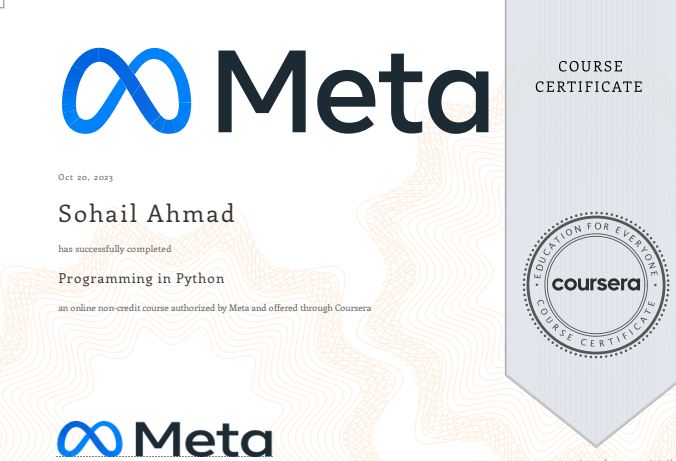 Meta
COURSE
CERTIFICATE
Oct 20, 2023
Sohail Ahmad
has successfully completed
Programming in Python
an online non-credit course authorized by Meta and offered through Coursera
EDUCATION FOR EVERYONE
coursera
COURSE CERTIFICATE
Meta